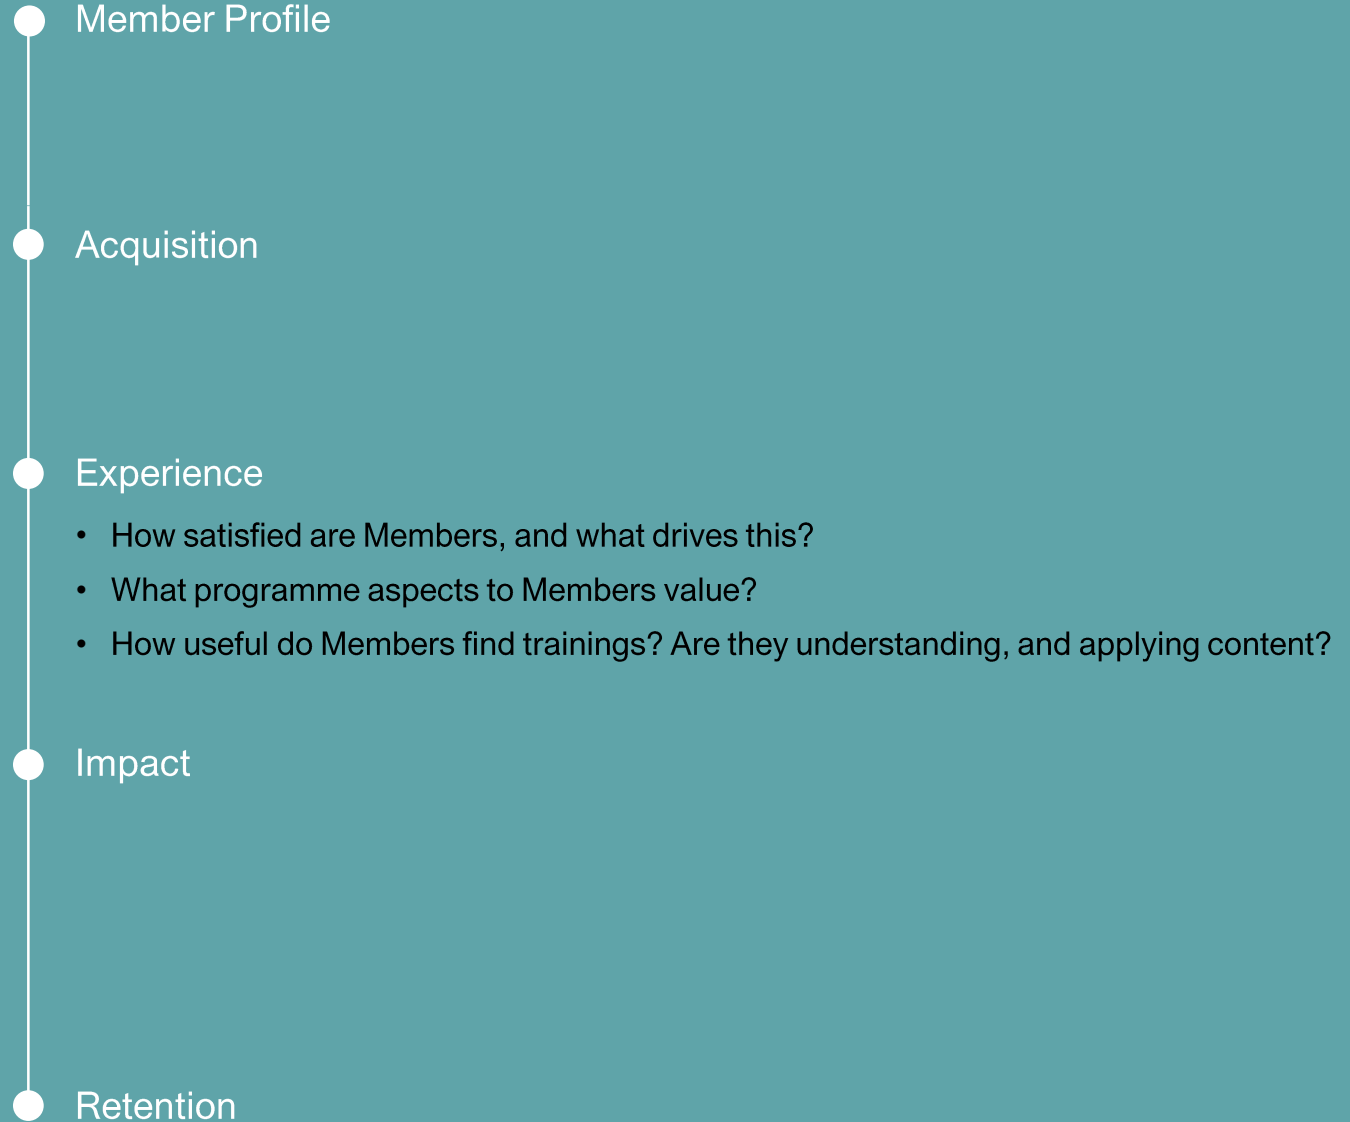 Member Profile
Acquisition
Experience
• How satisfied are Members, and what drives this?
• What programme aspects to Members value?
• How useful do Members find trainings? Are they understanding, and applying content?
Impact
Retention